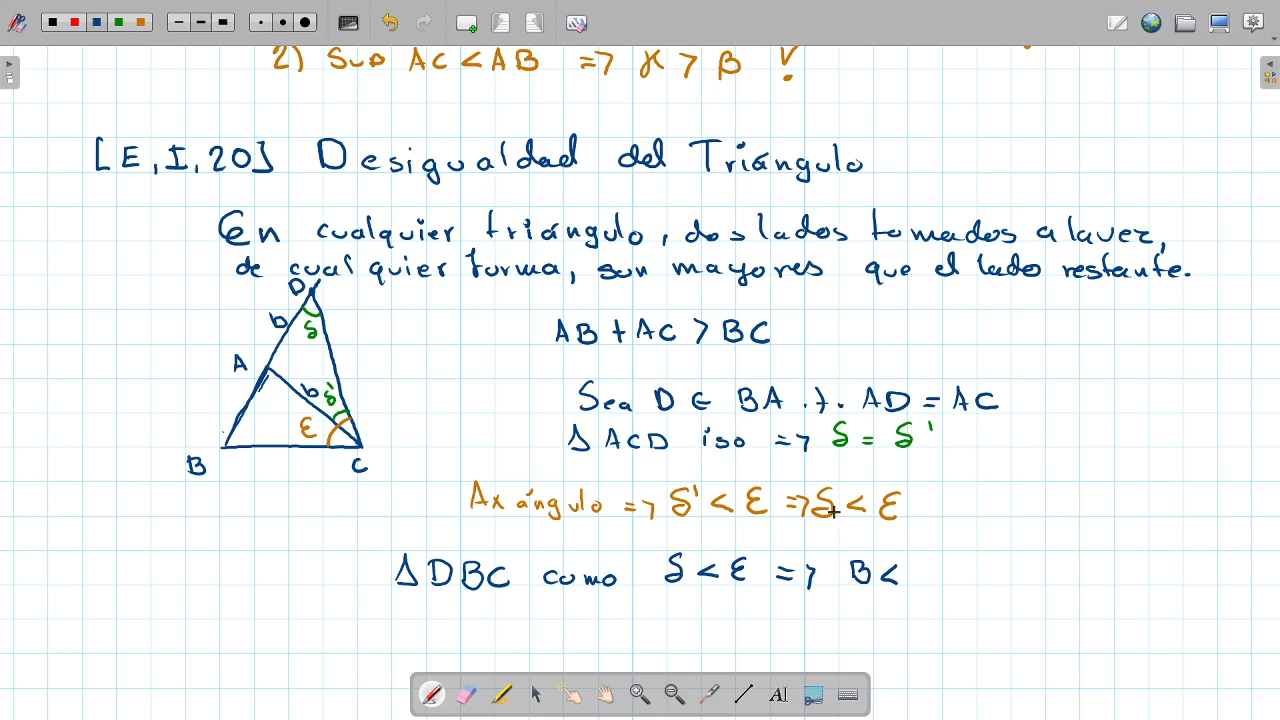 2) Sup AC < AB => γ > β !
[E, I, 20] Desigualdad del Triángulo
En cualquier triángulo, dos lados tomados a la vez,
de cualquier forma, son mayores que el lado restante.
D
b
δ
A
b
δ'
ε
B
C
AB + AC > BC
Sea D ∈ BA .t. AD = AC
Δ ACD iso => δ = δ'
Ax ángulo => δ' < ε => δ < ε
Δ DBC como δ < ε => B <